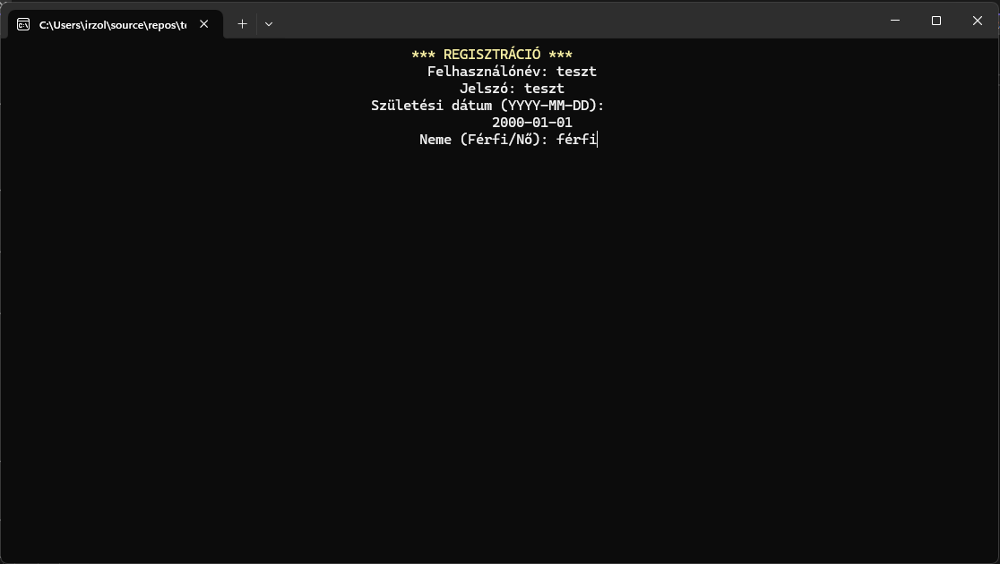 C:\Users\irzol\source\repos\te
*** REGISZTRÁCIÓ ***
Felhasználónév: teszt
Jelszó: teszt
Születési dátum (YYYY-MM-DD):
2000-01-01
Neme (Férfi/Nő): férfi